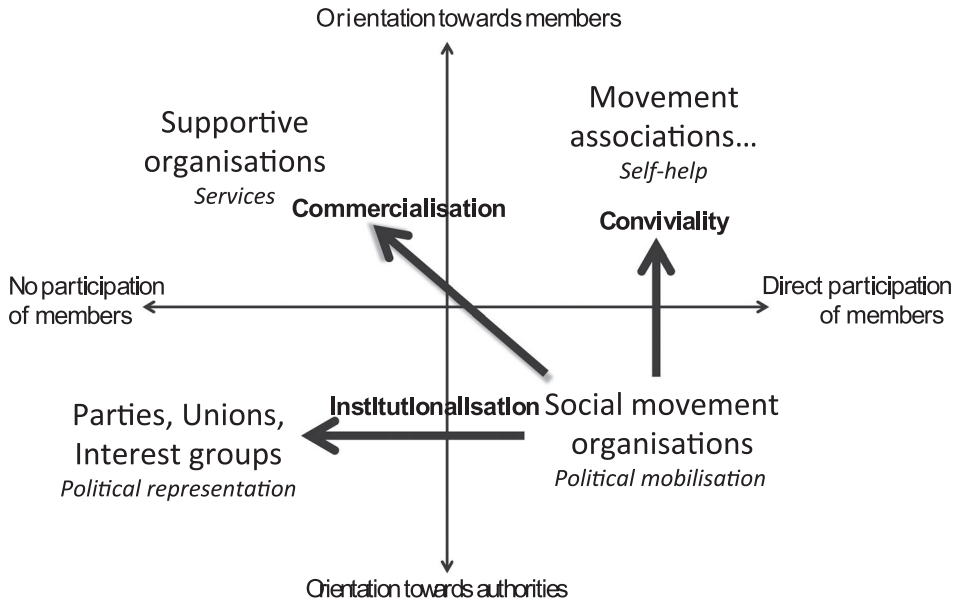 Orientation towards members
Supportive
organisations
Services
Movement
associations...
Self-help
Commercialisation
Conviviality
No participation
of members
Direct participation
of members
Parties, Unions,
Interest groups
Political representation
Institutionalisation
Social movement
organisations
Political mobilisation
Orientation towards authorities